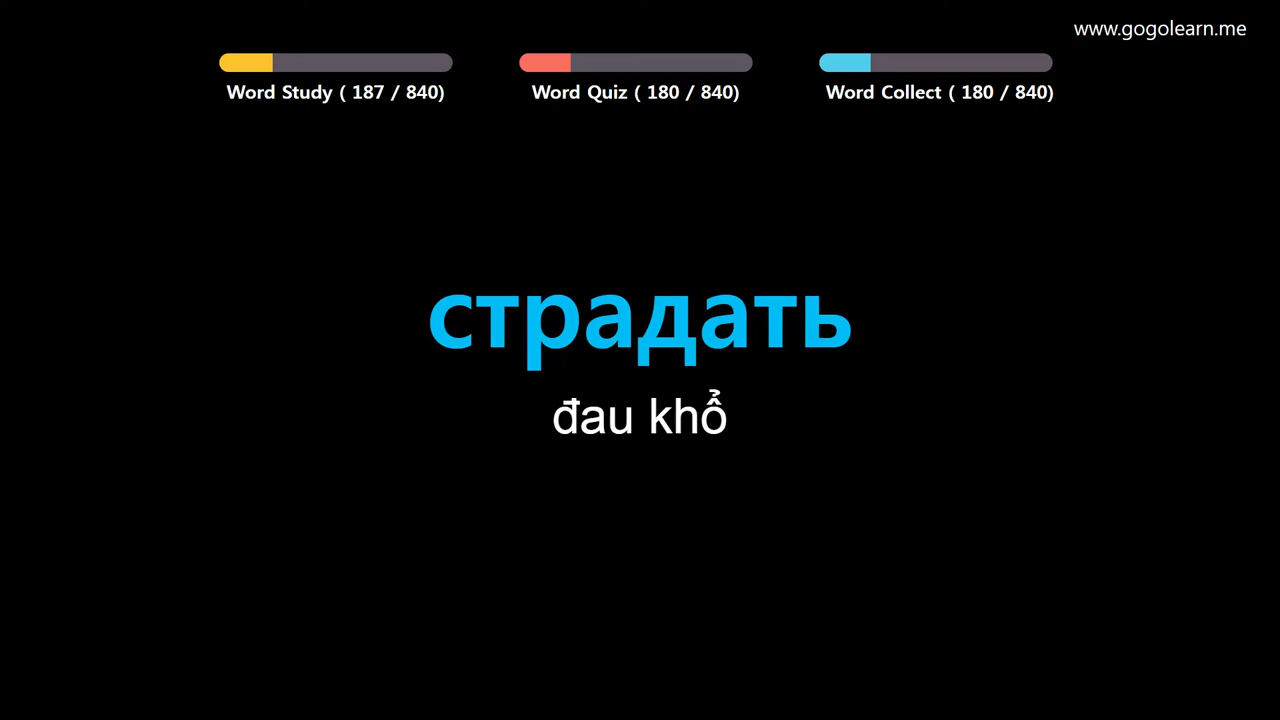 www.gogolearn.me
Word Study ( 187 / 840)
Word Quiz ( 180 / 840)
Word Collect ( 180 / 840)
страдать
đau khổ